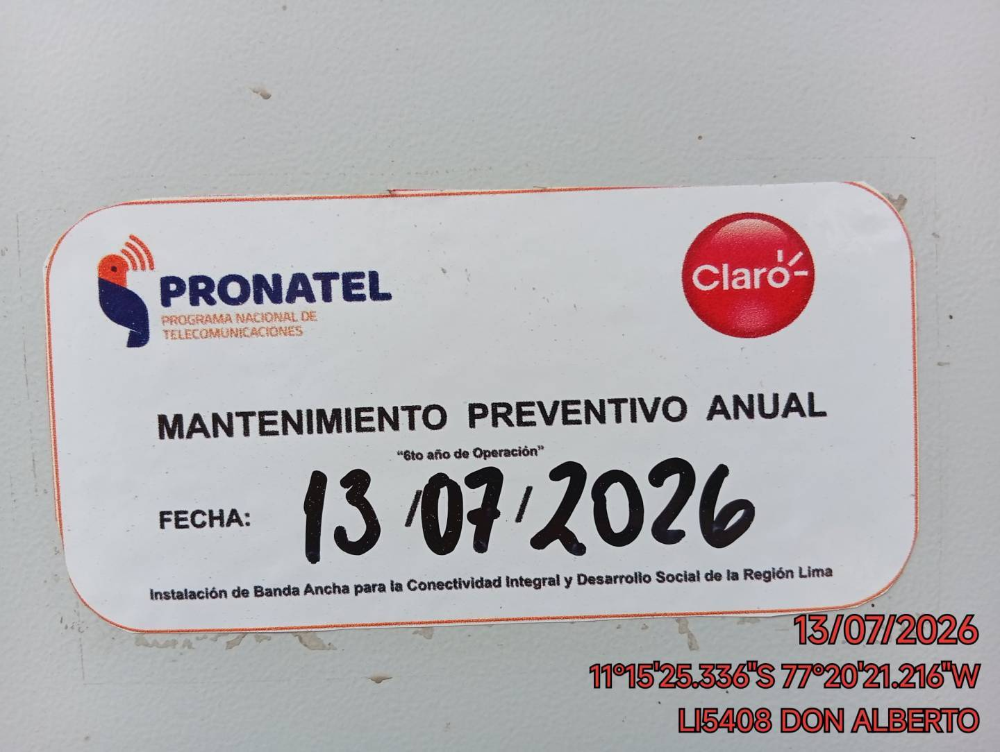 PRONATEL
PROGRAMA NACIONAL DE
TELECOMUNICACIONES
Claro
MANTENIMIENTO PREVENTIVO ANUAL
“6to año de Operación”
FECHA: 13/07/2026
Instalación de Banda Ancha para la Conectividad Integral y Desarrollo Social de la Región Lima
13/07/2026
11°15'25.336"S 77°20'21.216"W
LI5408 DON ALBERTO